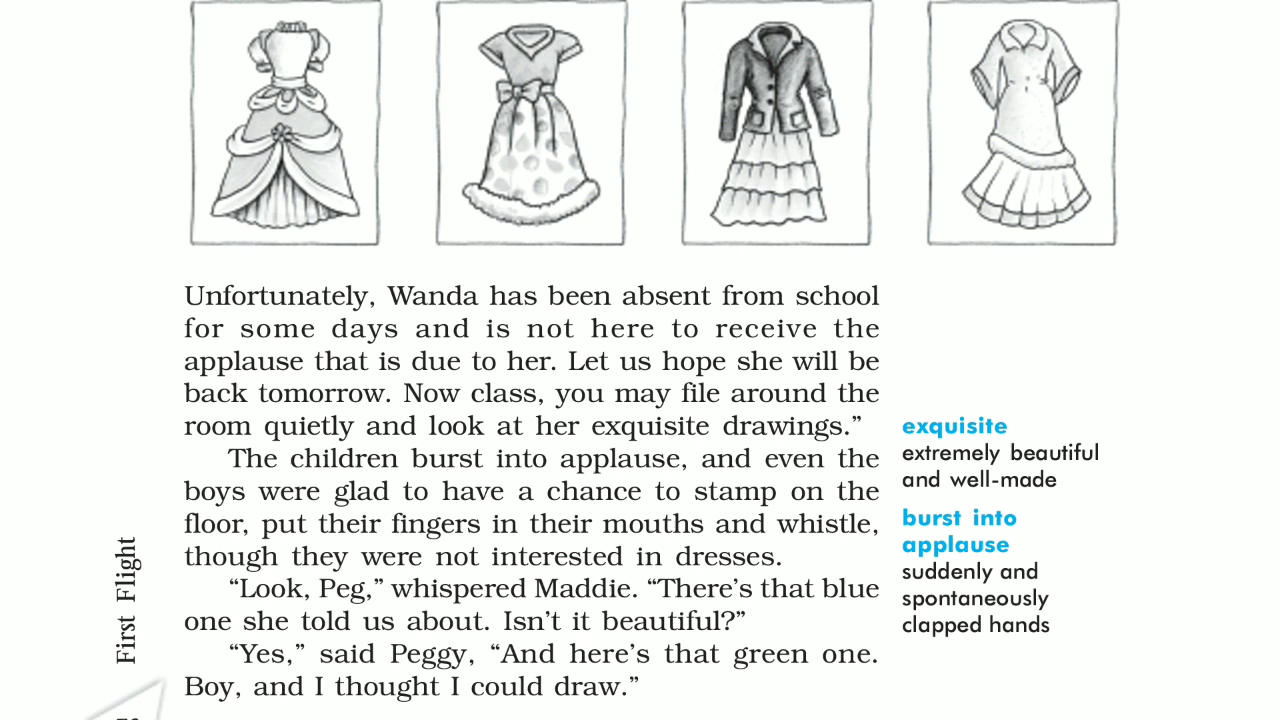 Unfortunately, Wanda has been absent from school
for some days and is not here to receive the
applause that is due to her. Let us hope she will be
back tomorrow. Now class, you may file around the
room quietly and look at her exquisite drawings.”
The children burst into applause, and even the
boys were glad to have a chance to stamp on the
floor, put their fingers in their mouths and whistle,
though they were not interested in dresses.
“Look, Peg,” whispered Maddie. “There’s that blue
one she told us about. Isn’t it beautiful?”
“Yes,” said Peggy, “And here’s that green one.
Boy, and I thought I could draw.”
exquisite
extremely beautiful
and well-made
burst into
applause
suddenly and
spontaneously
clapped hands
First Flight